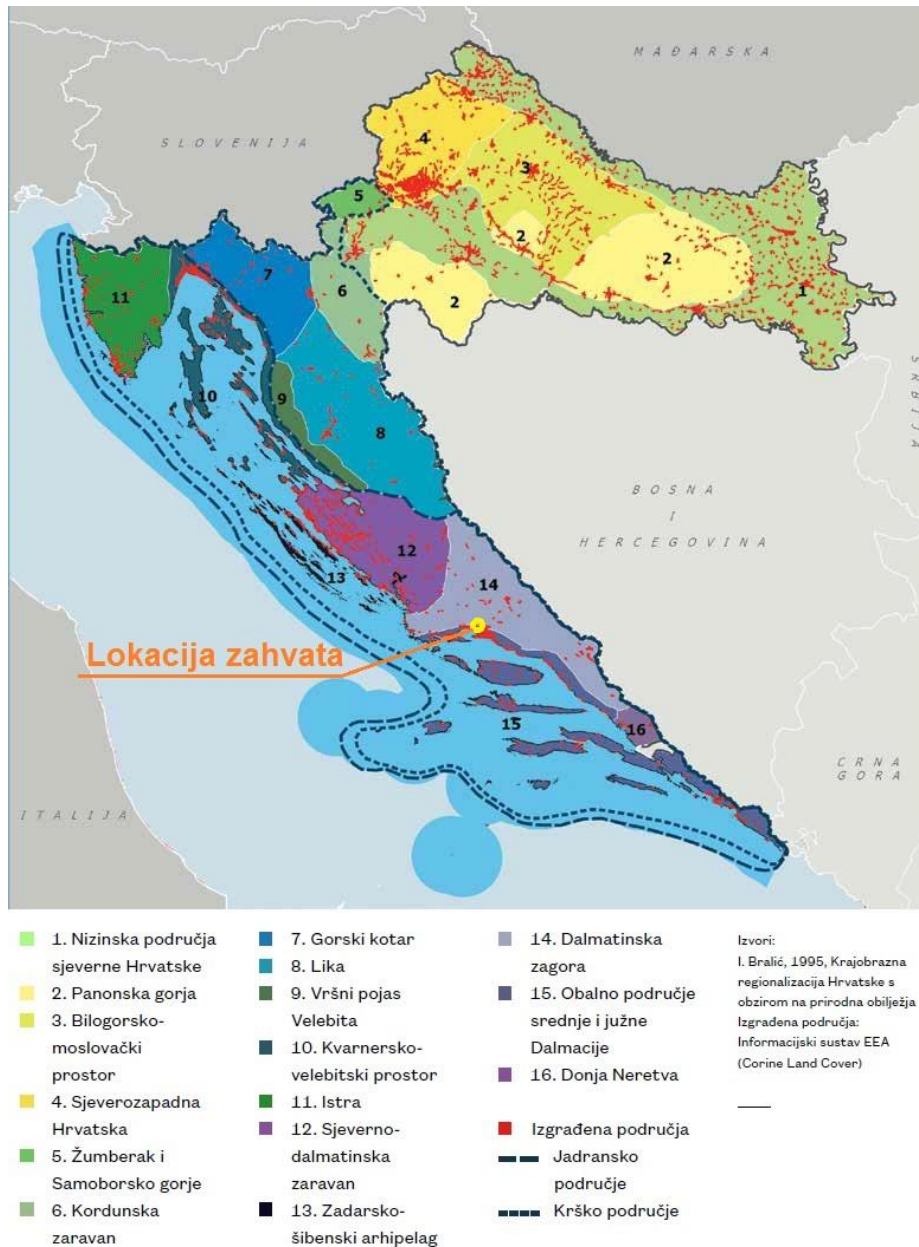 MAĐARSKA
SLOVENIJA
4
3
5
2
2
1
7
6
2
11
10
9
8
SRBIJA
BOSNA
I
HERCEGOVINA
12
13
14
Lokacija zahvata
15
16
CRNA
GORA
ITALIJA
1. Nizinska područja
sjeverne Hrvatske
2. Panonska gorja
3. Bilogorsko-
moslovački
prostor
4. Sjeverozapadna
Hrvatska
5. Žumberak i
Samoborsko gorje
6. Kordunska
zaravan
7. Gorski kotar
8. Lika
9. Vršni pojas
Velebita
10. Kvarnersko-
velebitski prostor
11. Istra
12. Sjeverno-
dalmatinska
zaravan
13. Zadarsko-
šibenski arhipelag
14. Dalmatinska
zagora
15. Obalno područje
srednje i južne
Dalmacije
16. Donja Neretva
Izgrađena područja
Jadransko
područje
Krško područje
Izvori:
I. Bralić, 1995, Krajobrazna
regionalizacija Hrvatske s
obzirom na prirodna obilježja
Izgrađena područja:
Informacijski sustav EEA
(Corine Land Cover)